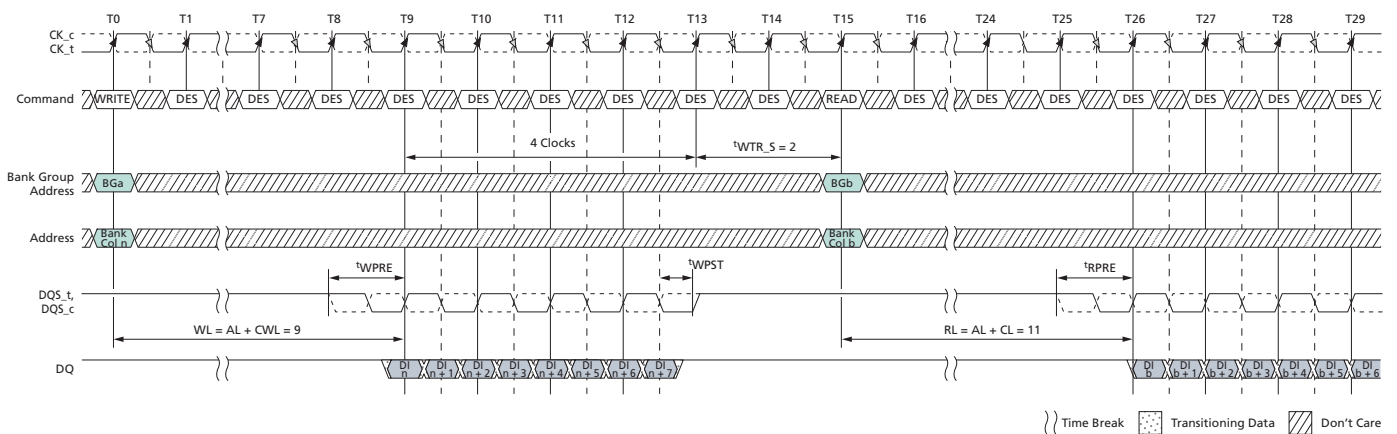 T0 T1 T7 T8 T9 T10 T11 T12 T13 T14 T15 T16 T24 T25 T26 T27 T28 T29
CK_c
CK_t
Command WRITE DES DES DES DES DES DES DES DES DES READ DES DES DES DES DES DES DES
4 Clocks tWTR_S = 2
Bank Group
Address
BGa BGb
Address
Bank
Col n
Bank
Col b
tWPRE tWPST tRPRE
DQS_t,
DQS_c
WL = AL + CWL = 9 RL = AL + CL = 11
DQ
DI DI DI DI DI DI DI DI DI DI DI DI DI DI DI
n n + 1 n + 2 n + 3 n + 4 n + 5 n + 6 n + 7 b b + 1 b + 2 b + 3 b + 4 b + 5 b + 6
Time Break Transitioning Data Don't Care